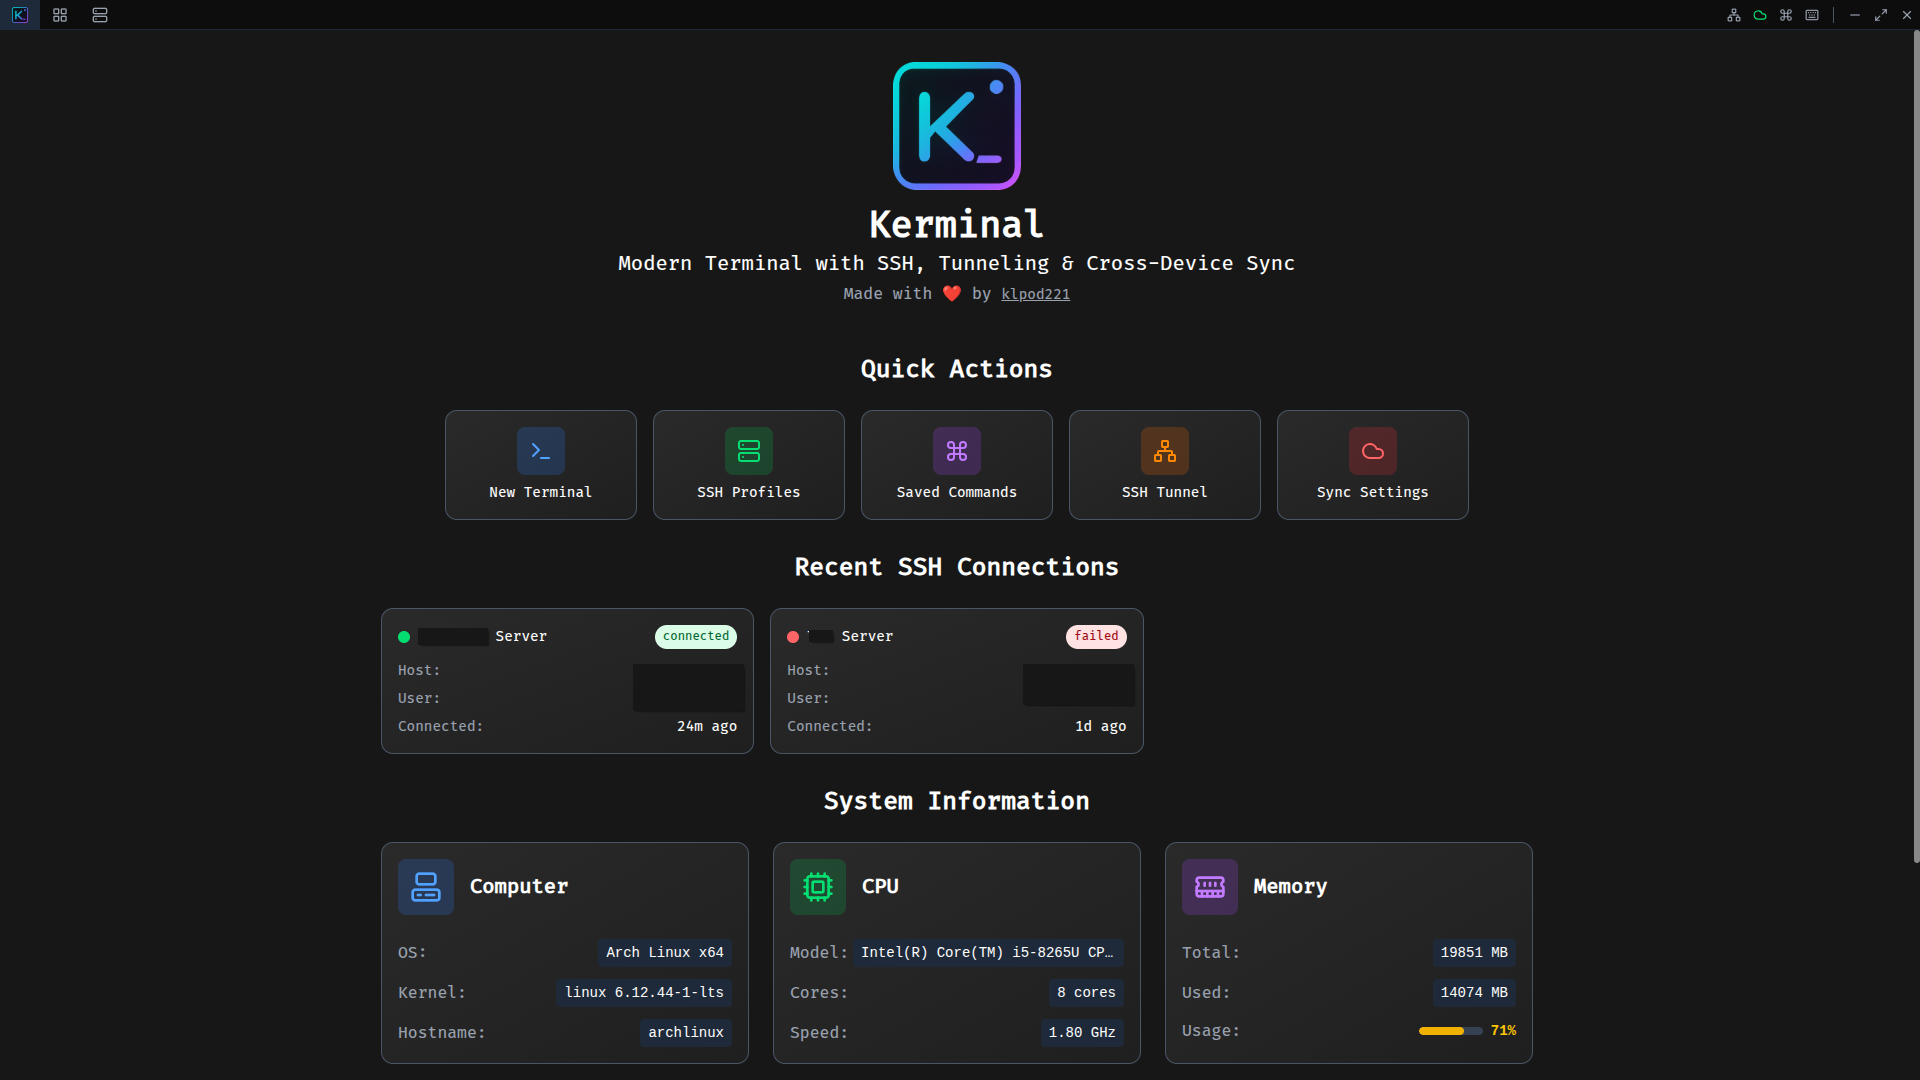 Kerminal
Modern Terminal with SSH, Tunneling & Cross-Device Sync
Made with ❤️ by klpod221
Quick Actions
New Terminal
SSH Profiles
Saved Commands
SSH Tunnel
Sync Settings
Recent SSH Connections
Server connected
Host:
User:
Connected: 24m ago
Server failed
Host:
User:
Connected: 1d ago
System Information
Computer
OS: Arch Linux x64
Kernel: linux 6.12.44-1-lts
Hostname: archlinux
CPU
Model: Intel(R) Core(TM) i5-8265U CP…
Cores: 8 cores
Speed: 1.80 GHz
Memory
Total: 19851 MB
Used: 14074 MB
Usage: 71%